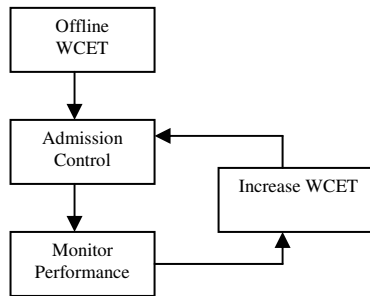 Offline
WCET
Admission
Control
Increase WCET
Monitor
Performance